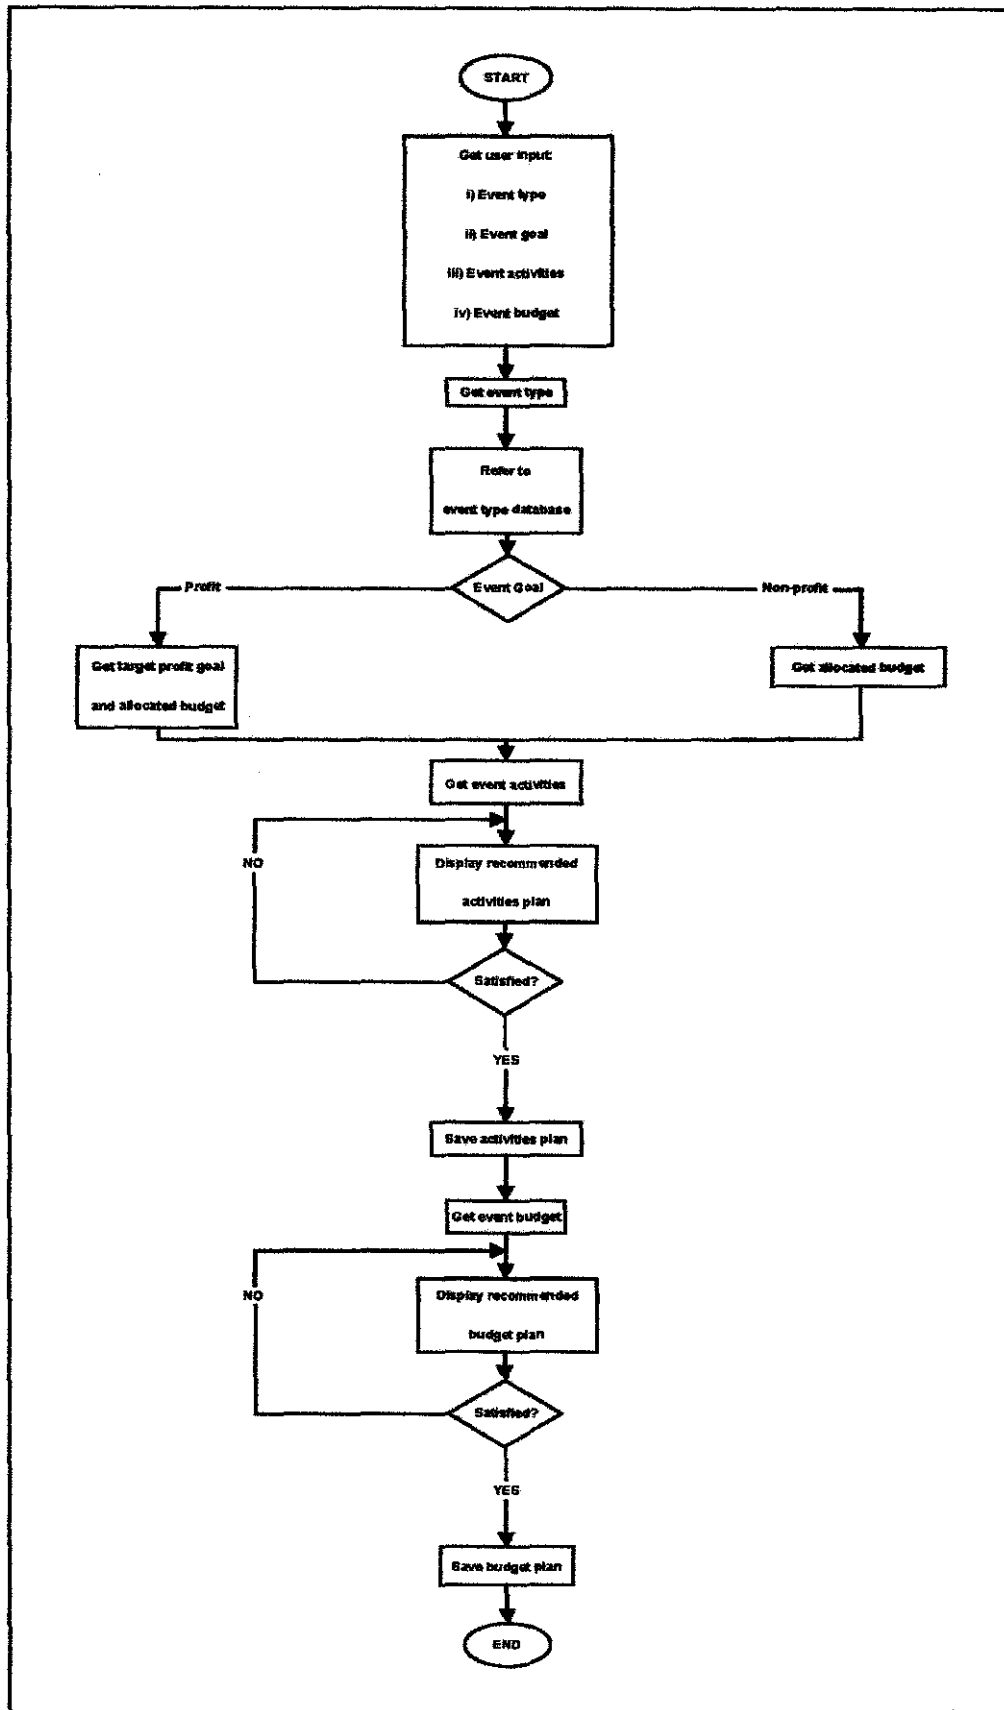 START
Get user input:
i) Event type
ii) Event goal
iii) Event activities
iv) Event budget
Get event type
Refer to
event type database
Event Goal
Profit
Non-profit
Get target profit goal
and allocated budget
Get allocated budget
Get event activities
NO
Display recommended
activities plan
Satisfied?
YES
Save activities plan
Get event budget
NO
Display recommended
budget plan
Satisfied?
YES
Save budget plan
END